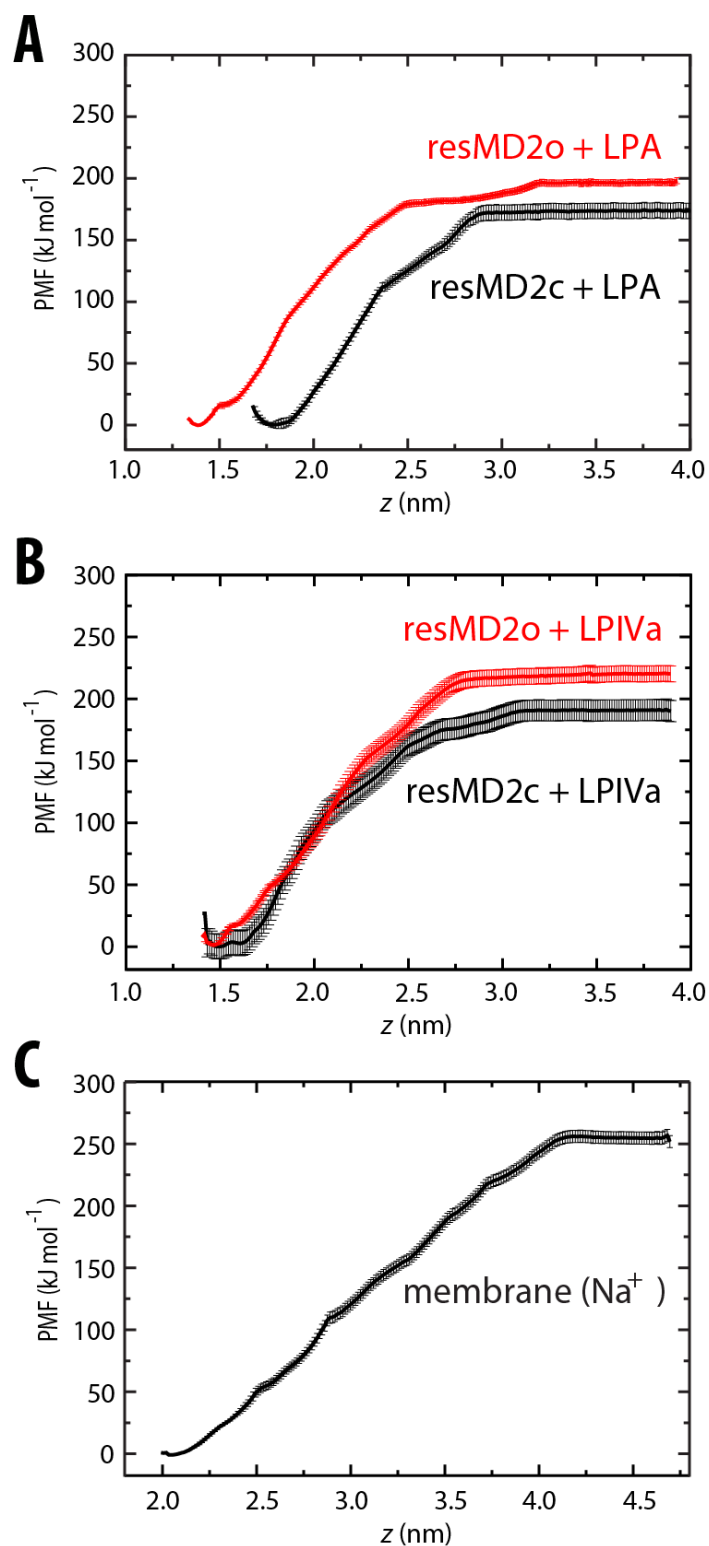 A
300
250
200
150
100
50
0
PMF (kJ mol⁻¹)
resMD2o + LPA
resMD2c + LPA
1.0 1.5 2.0 2.5 3.0 3.5 4.0
z (nm)
B
300
250
200
150
100
50
0
PMF (kJ mol⁻¹)
resMD2o + LPIVa
resMD2c + LPIVa
1.0 1.5 2.0 2.5 3.0 3.5 4.0
z (nm)
C
300
250
200
150
100
50
0
PMF (kJ mol⁻¹)
membrane (Na⁺ )
2.0 2.5 3.0 3.5 4.0 4.5
z (nm)